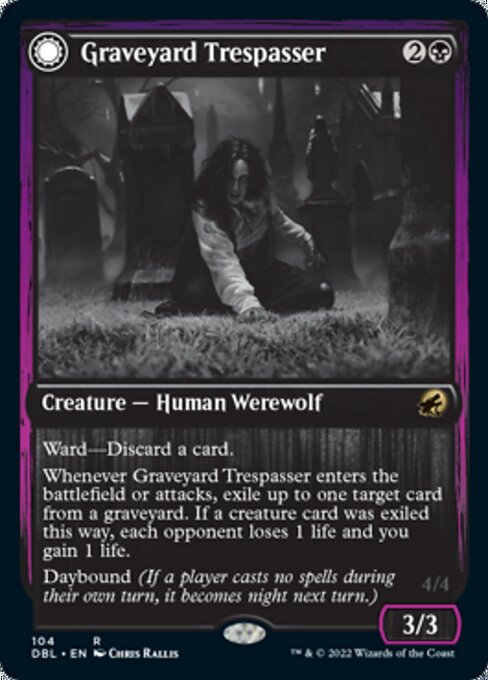 Graveyard Trespasser 2
Creature — Human Werewolf
Ward—Discard a card.
Whenever Graveyard Trespasser enters the
battlefield or attacks, exile up to one target card
from a graveyard. If a creature card was exiled
this way, each opponent loses 1 life and you
gain 1 life.
Daybound (If a player casts no spells during
their own turn, it becomes night next turn.)
4/4
3/3
104 R
DBL • EN Chris Rallis
™ & © 2022 Wizards of the Coast